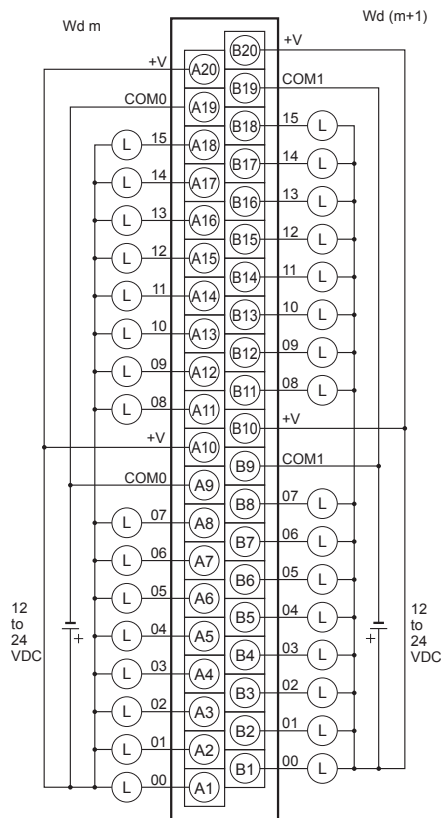 Wd m Wd (m+1)
B20 +V
+V A20
B19 COM1
COM0 A19
B18 15 L
L 15 A18
B17 14 L
L 14 A17
B16 13 L
L 13 A16
B15 12 L
L 12 A15
B14 11 L
L 11 A14
B13 10 L
L 10 A13
B12 09 L
L 09 A12
B11 08 L
L 08 A11
B10 +V
+V A10
B9 COM1
COM0 A9
B8 07 L
L 07 A8
B7 06 L
L 06 A7
B6 05 L
L 05 A6
B5 04 L
L 04 A5
B4 03 L
L 03 A4
B3 02 L
L 02 A3
B2 01 L
L 01 A2
B1 00 L
L 00 A1
12
to
24
VDC
+
12
to
24
VDC
+